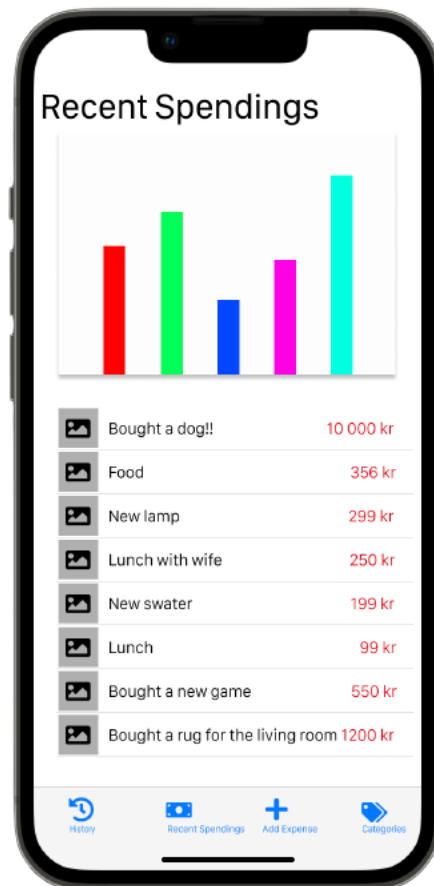 Recent Spendings
Bought a dog!! 10 000 kr
Food 356 kr
New lamp 299 kr
Lunch with wife 250 kr
New swater 199 kr
Lunch 99 kr
Bought a new game 550 kr
Bought a rug for the living room 1200 kr
History Recent Spendings Add Expense Categories